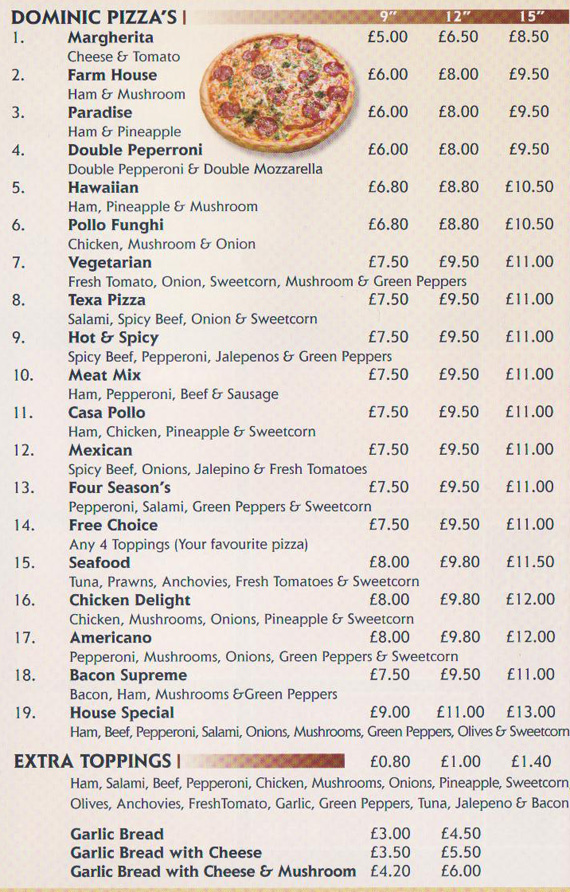 DOMINIC PIZZA'S | 9" 12" 15"
1. Margherita £5.00 £6.50 £8.50
Cheese & Tomato
2. Farm House £6.00 £8.00 £9.50
Ham & Mushroom
3. Paradise £6.00 £8.00 £9.50
Ham & Pineapple
4. Double Peperroni £6.00 £8.00 £9.50
Double Pepperoni & Double Mozzarella
5. Hawaiian £6.80 £8.80 £10.50
Ham, Pineapple & Mushroom
6. Pollo Funghi £6.80 £8.80 £10.50
Chicken, Mushroom & Onion
7. Vegetarian £7.50 £9.50 £11.00
Fresh Tomato, Onion, Sweetcorn, Mushroom & Green Peppers
8. Texa Pizza £7.50 £9.50 £11.00
Salami, Spicy Beef, Onion & Sweetcorn
9. Hot & Spicy £7.50 £9.50 £11.00
Spicy Beef, Pepperoni, Jalepenos & Green Peppers
10. Meat Mix £7.50 £9.50 £11.00
Ham, Pepperoni, Beef & Sausage
11. Casa Pollo £7.50 £9.50 £11.00
Ham, Chicken, Pineapple & Sweetcorn
12. Mexican £7.50 £9.50 £11.00
Spicy Beef, Onions, Jalepino & Fresh Tomatoes
13. Four Season's £7.50 £9.50 £11.00
Pepperoni, Salami, Green Peppers & Sweetcorn
14. Free Choice £7.50 £9.50 £11.00
Any 4 Toppings (Your favourite pizza)
15. Seafood £8.00 £9.80 £11.50
Tuna, Prawns, Anchovies, Fresh Tomatoes & Sweetcorn
16. Chicken Delight £8.00 £9.80 £12.00
Chicken, Mushrooms, Onions, Pineapple & Sweetcorn
17. Americano £8.00 £9.80 £12.00
Pepperoni, Mushrooms, Onions, Green Peppers & Sweetcorn
18. Bacon Supreme £7.50 £9.50 £11.00
Bacon, Ham, Mushrooms &Green Peppers
19. House Special £9.00 £11.00 £13.00
Ham, Beef, Pepperoni, Salami, Onions, Mushrooms, Green Peppers, Olives & Sweetcorn
EXTRA TOPPINGS | £0.80 £1.00 £1.40
Ham, Salami, Beef, Pepperoni, Chicken, Mushrooms, Onions, Pineapple, Sweetcorn,
Olives, Anchovies, FreshTomato, Garlic, Green Peppers, Tuna, Jalepeno & Bacon
Garlic Bread £3.00 £4.50
Garlic Bread with Cheese £3.50 £5.50
Garlic Bread with Cheese & Mushroom £4.20 £6.00